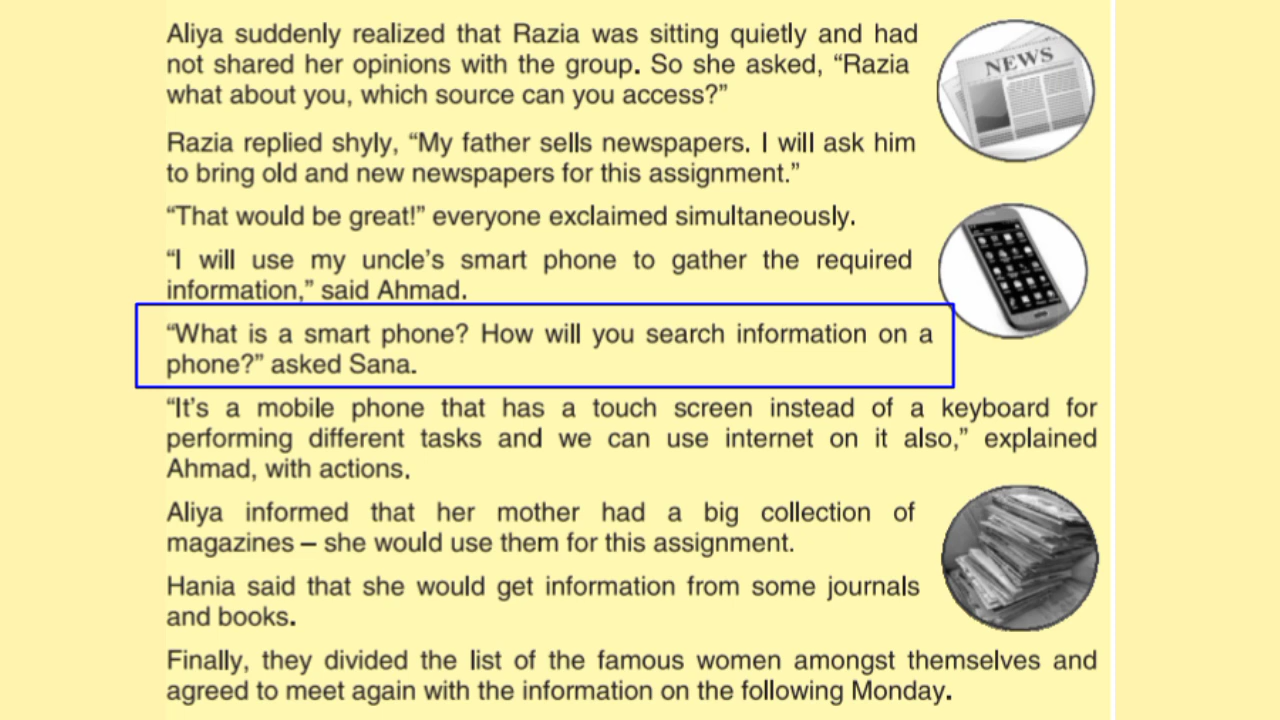 Aliya suddenly realized that Razia was sitting quietly and had
not shared her opinions with the group. So she asked, “Razia
what about you, which source can you access?”
Razia replied shyly, “My father sells newspapers. I will ask him
to bring old and new newspapers for this assignment.”
“That would be great!” everyone exclaimed simultaneously.
“I will use my uncle’s smart phone to gather the required
information,” said Ahmad.
“What is a smart phone? How will you search information on a
phone?” asked Sana.
“It’s a mobile phone that has a touch screen instead of a keyboard for
performing different tasks and we can use internet on it also,” explained
Ahmad, with actions.
Aliya informed that her mother had a big collection of
magazines – she would use them for this assignment.
Hania said that she would get information from some journals
and books.
Finally, they divided the list of the famous women amongst themselves and
agreed to meet again with the information on the following Monday.
NEWS